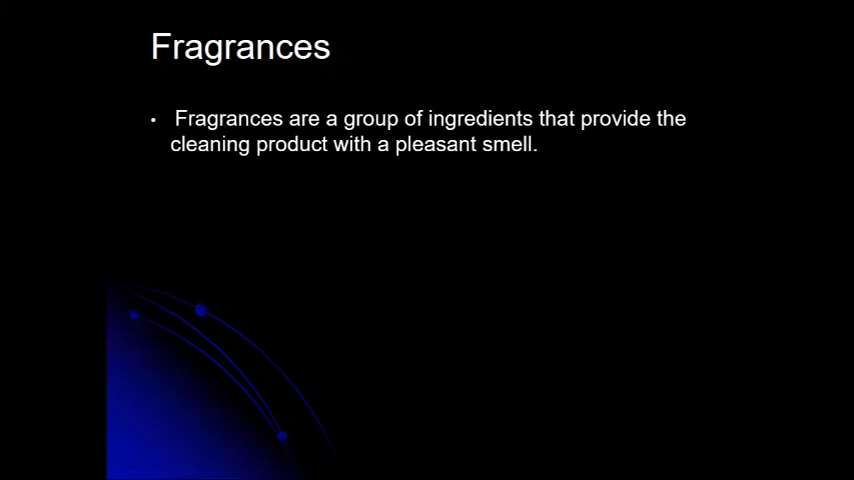 Fragrances
• Fragrances are a group of ingredients that provide the
cleaning product with a pleasant smell.